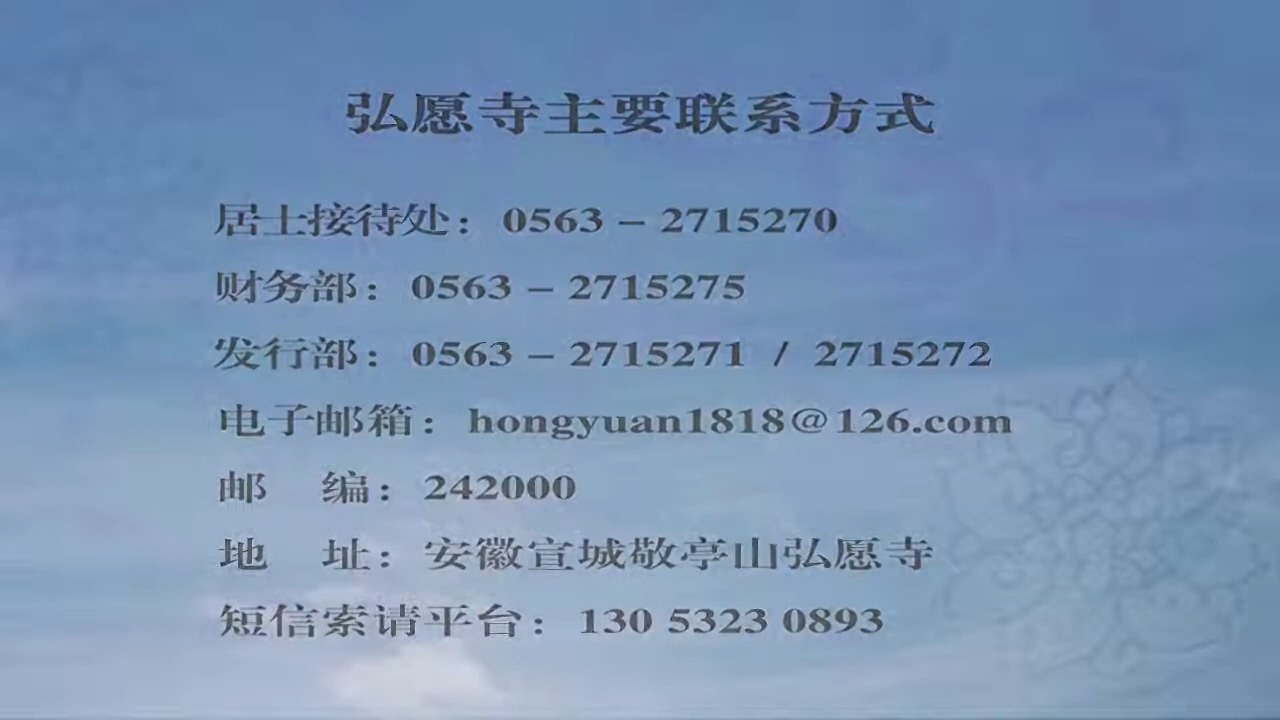 弘愿寺主要联系方式
居士接待处：0563 – 2715270
财务部：0563 – 2715275
发行部：0563 – 2715271 / 2715272
电子邮箱：hongyuan1818@126.com
邮 编：242000
地 址：安徽宣城敬亭山弘愿寺
短信索请平台：130 5323 0893